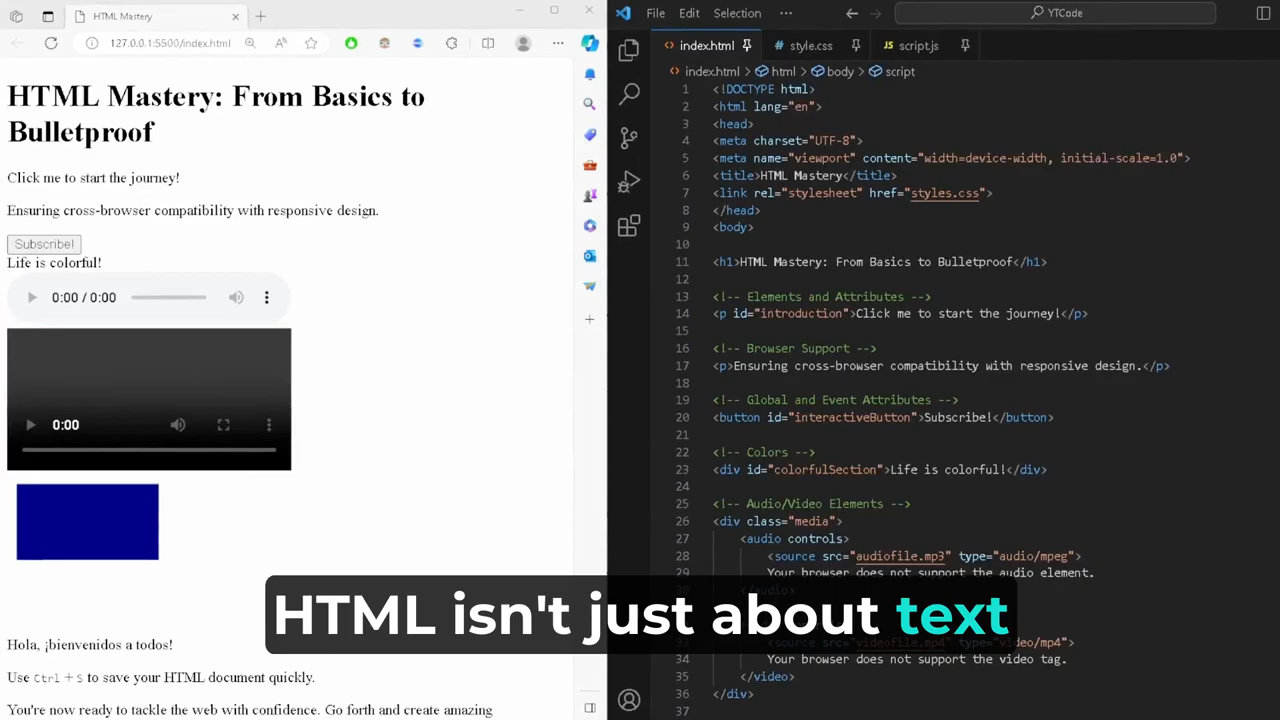 HTML Mastery
127.0.0.1:5500/index.html
HTML Mastery: From Basics to
Bulletproof
Click me to start the journey!
Ensuring cross-browser compatibility with responsive design.
Subscribe!
Life is colorful!
0:00 / 0:00
0:00
Hola, ¡bienvenidos a todos!
Use Ctrl + S to save your HTML document quickly.
You're now ready to tackle the web with confidence. Go forth and create amazing
File Edit Selection ···
YTCode
index.html
style.css
script.js
index.html > html > body > script
1 <!DOCTYPE html>
2 <html lang="en">
3 <head>
4 <meta charset="UTF-8">
5 <meta name="viewport" content="width=device-width, initial-scale=1.0">
6 <title>HTML Mastery</title>
7 <link rel="stylesheet" href="styles.css">
8 </head>
9 <body>
10
11 <h1>HTML Mastery: From Basics to Bulletproof</h1>
12
13 <!-- Elements and Attributes -->
14 <p id="introduction">Click me to start the journey!</p>
15
16 <!-- Browser Support -->
17 <p>Ensuring cross-browser compatibility with responsive design.</p>
18
19 <!-- Global and Event Attributes -->
20 <button id="interactiveButton">Subscribe!</button>
21
22 <!-- Colors -->
23 <div id="colorfulSection">Life is colorful!</div>
24
25 <!-- Audio/Video Elements -->
26 <div class="media">
27 <audio controls>
28 <source src="audiofile.mp3" type="audio/mpeg">
29 Your browser does not support the audio element.
30 </audio>
33 <source src="videofile.mp4" type="video/mp4">
34 Your browser does not support the video tag.
35 </video>
36 </div>
37
HTML isn't just about text